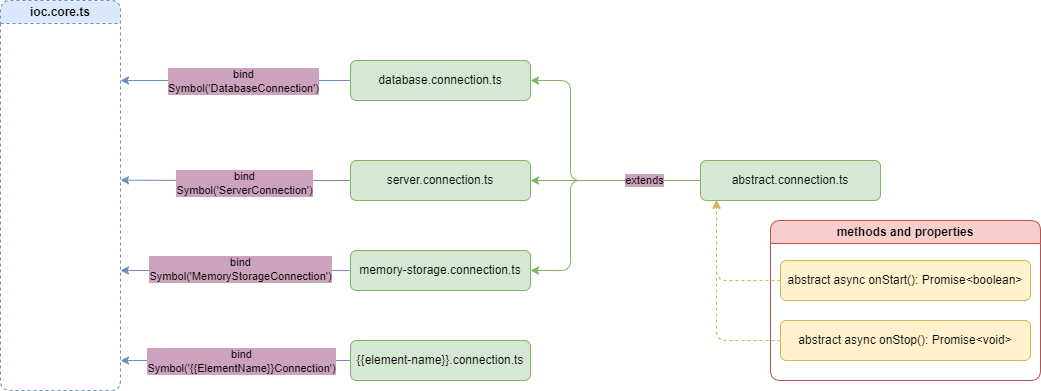 ioc.core.ts
bind
Symbol('DatabaseConnection')
database.connection.ts
bind
Symbol('ServerConnection')
server.connection.ts
extends
abstract.connection.ts
methods and properties
bind
Symbol('MemoryStorageConnection')
memory-storage.connection.ts
abstract async onStart(): Promise<boolean>
abstract async onStop(): Promise<void>
bind
Symbol('{{ElementName}}Connection')
{{element-name}}.connection.ts